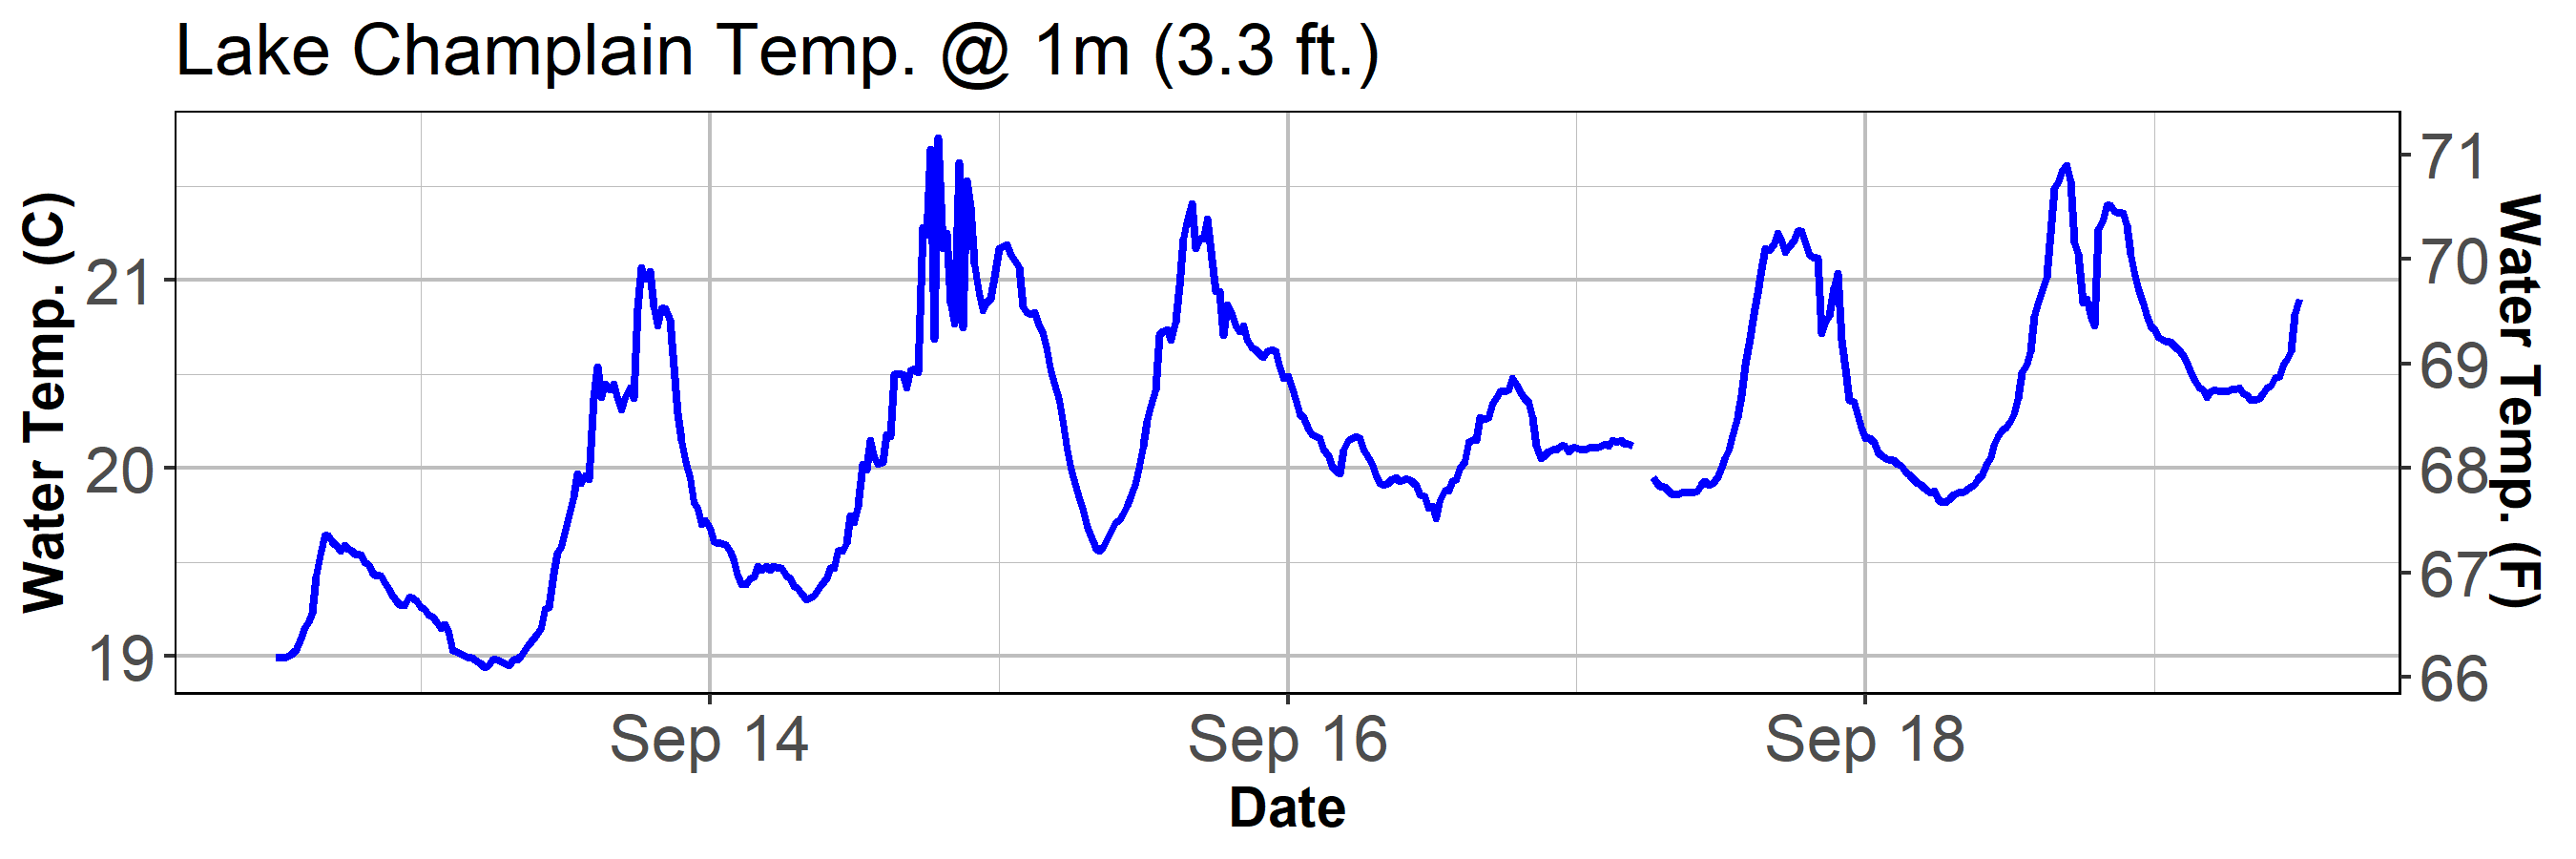 Lake Champlain Temp. @ 1m (3.3 ft.)
Water Temp. (C)
21
20
19
71
70
69
68
67
66
Water Temp. (F)
Sep 14
Sep 16
Sep 18
Date